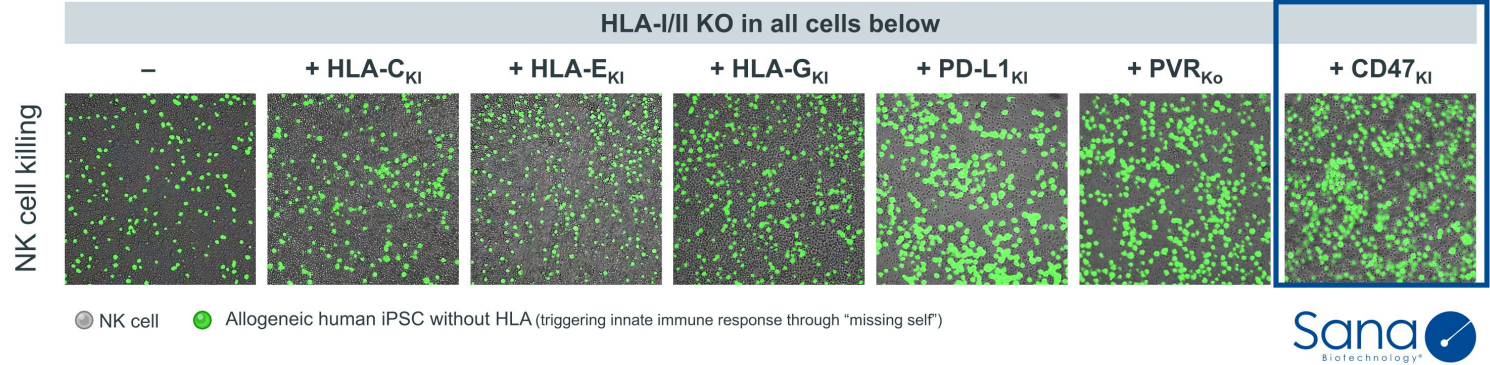 HLA-I/II KO in all cells below
– + HLA-CKI + HLA-EKI + HLA-GKI + PD-L1KI + PVRKo + CD47KI
NK cell killing
NK cell Allogeneic human iPSC without HLA (triggering innate immune response through “missing self”)
Sana
Biotechnology®